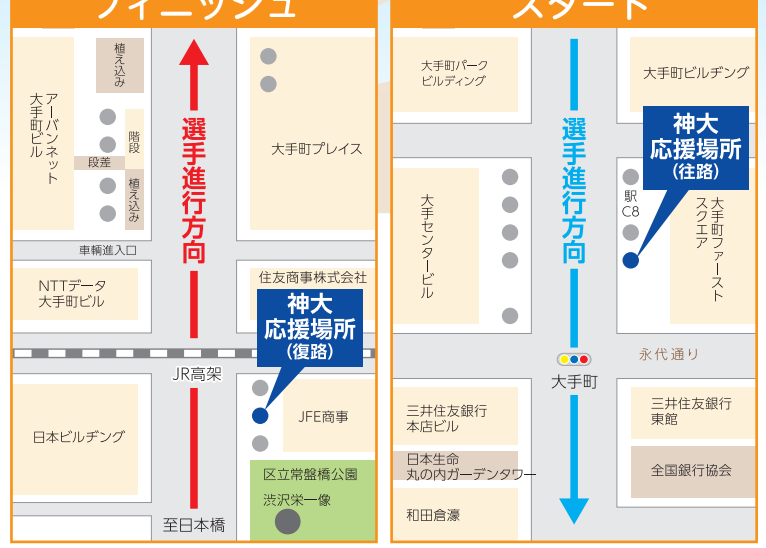 フィニッシュ
植え込み
アーバンネット
大手町ビル
階段
段差
植え込み
選手進行方向
大手町プレイス
車輌進入口
NTTデータ
大手町ビル
住友商事株式会社
神大
応援場所
(復路)
JR高架
日本ビルヂング
JFE商事
区立常盤橋公園
渋沢栄一像
至日本橋
スタート
大手町パーク
ビルディング
大手町ビルヂング
選手進行方向
神大
応援場所
(往路)
大手センタービル
駅
C8
大手町ファースト
スクエア
永代通り
大手町
三井住友銀行
本店ビル
三井住友銀行
東館
日本生命
丸の内ガーデンタワー
全国銀行協会
和田倉濠